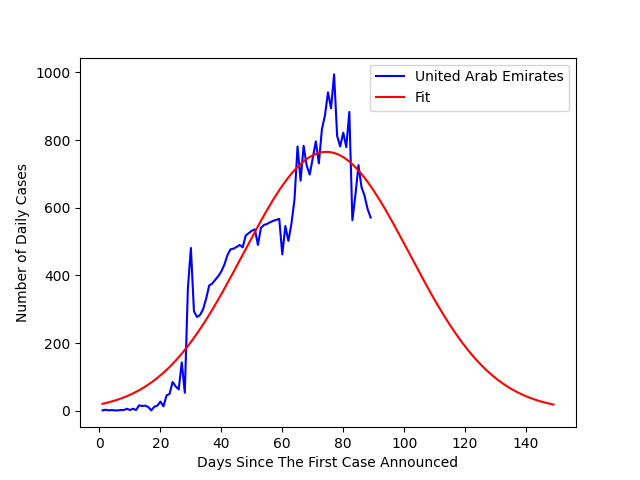 United Arab Emirates
Fit
Number of Daily Cases
1000
800
600
400
200
0
0 20 40 60 80 100 120 140
Days Since The First Case Announced